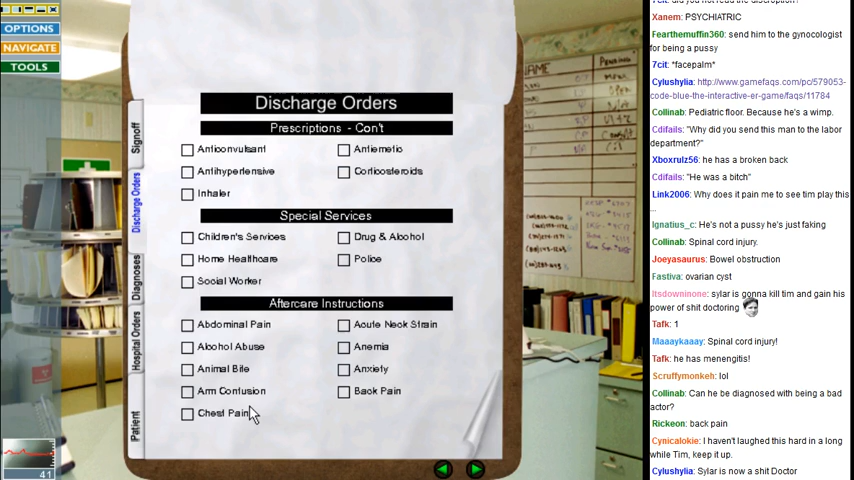 OPTIONS
NAVIGATE
TOOLS
41
Signoff
Discharge Orders
Diagnoses
Hospital Orders
Patient
Discharge Orders
Prescriptions - Con't
Anticonvulsant
Antiemetic
Antihypertensive
Corticosteroids
Inhaler
Special Services
Children's Services
Drug & Alcohol
Home Healthcare
Police
Social Worker
Aftercare Instructions
Abdominal Pain
Acute Neck Strain
Alcohol Abuse
Anemia
Animal Bite
Anxiety
Arm Contusion
Back Pain
Chest Pain
7cit: did you not read the discription?
Xanem: PSYCHIATRIC
Fearthemuffin360: send him to the gynocologist
for being a pussy
7cit: *facepalm*
Cylushylia: http://www.gamefaqs.com/pc/579053-
code-blue-the-interactive-er-game/faqs/11784
Collinab: Pediatric floor. Because he's a wimp.
Cdifails: "Why did you send this man to the labor
department?"
Xboxrulz56: he has a broken back
Cdifails: "He was a bitch"
Link2006: Why does it pain me to see tim play this
...
Ignatius_c: He's not a pussy he's just faking
Collinab: Spinal cord injury.
Joeyasaurus: Bowel obstruction
Fastiva: ovarian cyst
Itsdowninone: sylar is gonna kill tim and gain his
power of shit doctoring
Tafk: 1
Maaaykaaay: Spinal cord injury!
Tafk: he has menengitis!
Scruffymonkeh: lol
Collinab: Can he be diagnosed with being a bad
actor?
Rickeon: back pain
Cynicalokie: I haven't laughed this hard in a long
while Tim, keep it up.
Cylushylia: Sylar is now a shit Doctor